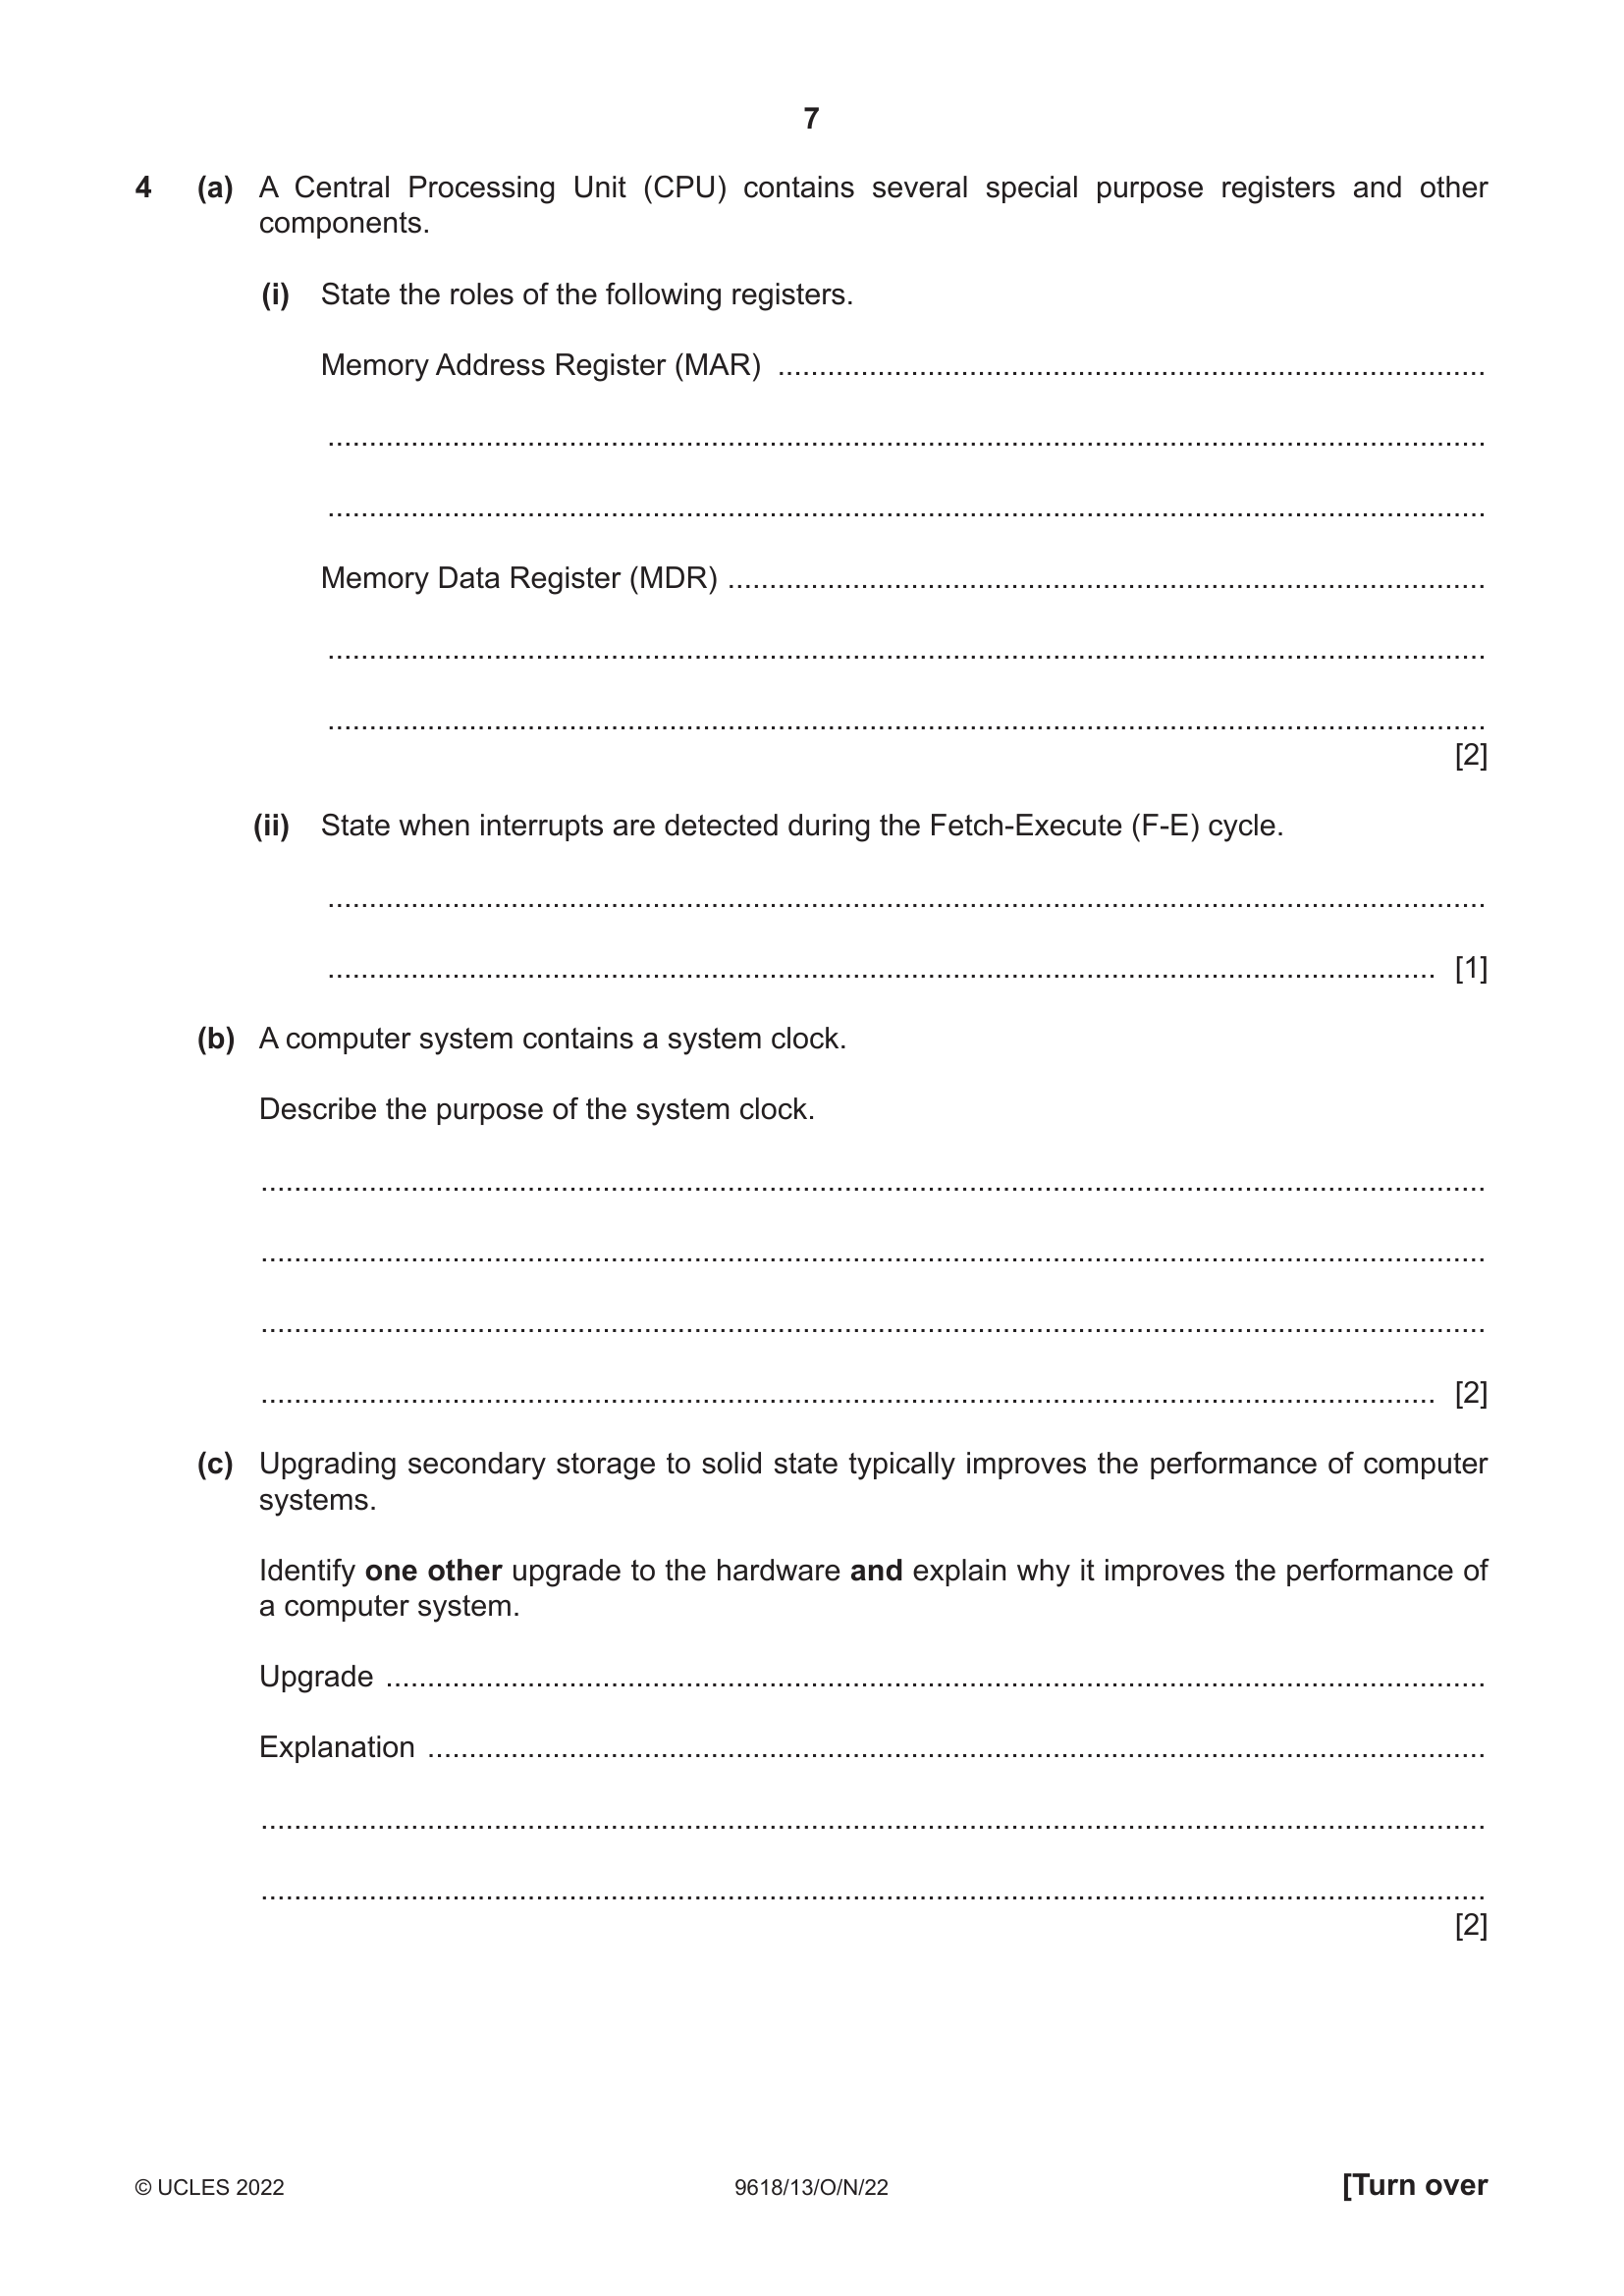 7
4 (a) A Central Processing Unit (CPU) contains several special purpose registers and other
components.
(i) State the roles of the following registers.
Memory Address Register (MAR) ......................................................................................
.............................................................................................................................................
.............................................................................................................................................
Memory Data Register (MDR) ............................................................................................
.............................................................................................................................................
.............................................................................................................................................
[2]
(ii) State when interrupts are detected during the Fetch-Execute (F-E) cycle.
.............................................................................................................................................
....................................................................................................................................... [1]
(b) A computer system contains a system clock.
Describe the purpose of the system clock.
.....................................................................................................................................................
.....................................................................................................................................................
.....................................................................................................................................................
............................................................................................................................................... [2]
(c) Upgrading secondary storage to solid state typically improves the performance of computer
systems.
Identify one other upgrade to the hardware and explain why it improves the performance of
a computer system.
Upgrade ......................................................................................................................................
Explanation .................................................................................................................................
.....................................................................................................................................................
.....................................................................................................................................................
[2]
© UCLES 2022 9618/13/O/N/22 [Turn over